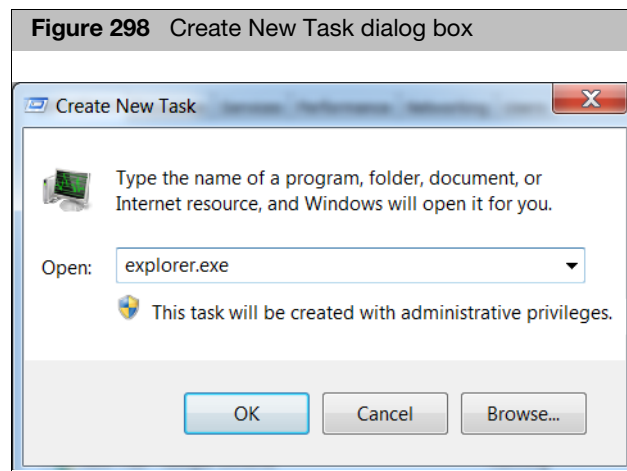 Figure 298 Create New Task dialog box
Create New Task
Type the name of a program, folder, document, or
Internet resource, and Windows will open it for you.
Open: explorer.exe
This task will be created with administrative privileges.
OK Cancel Browse...